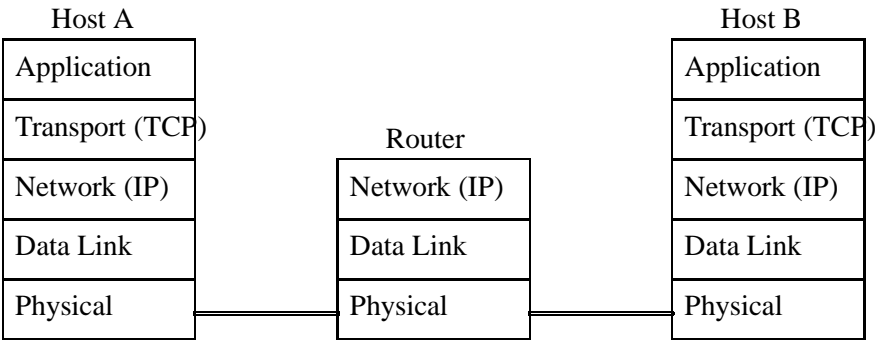 Host A
Application
Transport (TCP)
Network (IP)
Data Link
Physical
Router
Network (IP)
Data Link
Physical
Host B
Application
Transport (TCP)
Network (IP)
Data Link
Physical